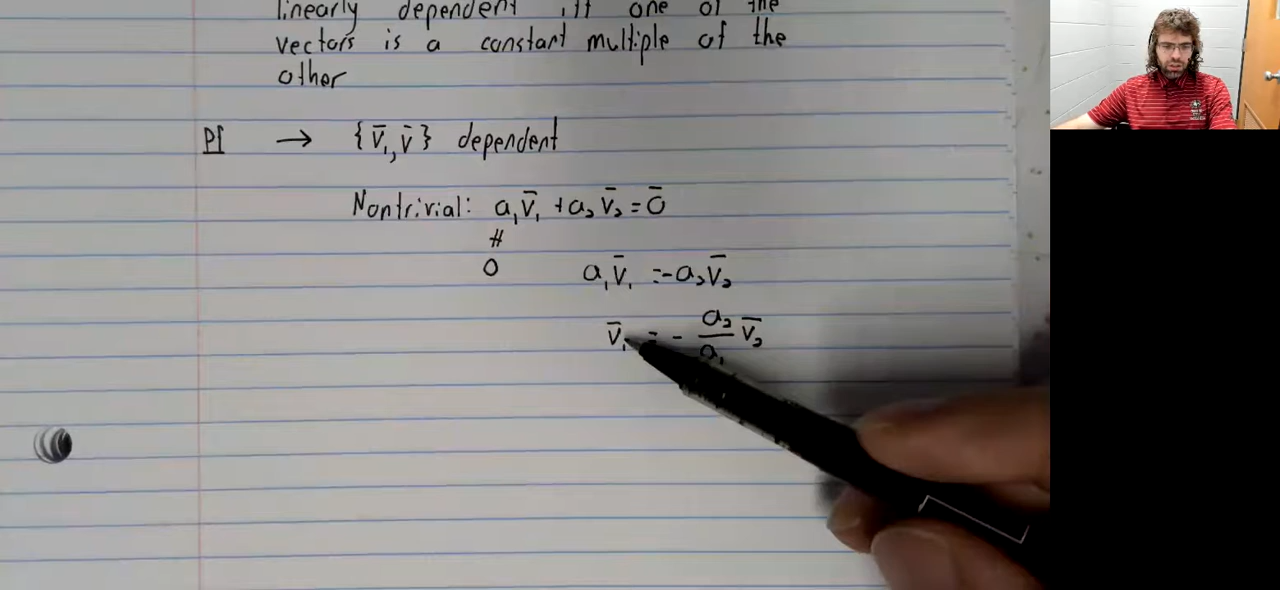 linearly dependent iff one of the
vectors is a constant multiple of the
other
Pf → {v̄₁, v̄} dependent
Nontrivial: a₁v̄₁ + a₂v̄₂ = 0̄
≠
0
a₁v̄₁ = -a₂v̄₂
v̄₁ = - a₂/a₁ v̄₂